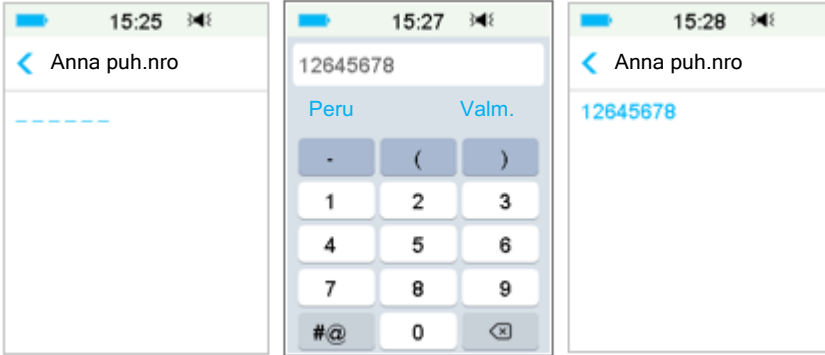 15:25
Anna puh.nro
_ _ _ _ _ _
15:27
12645678
Peru Valm.
- ( )
1 2 3
4 5 6
7 8 9
#@ 0
15:28
Anna puh.nro
12645678